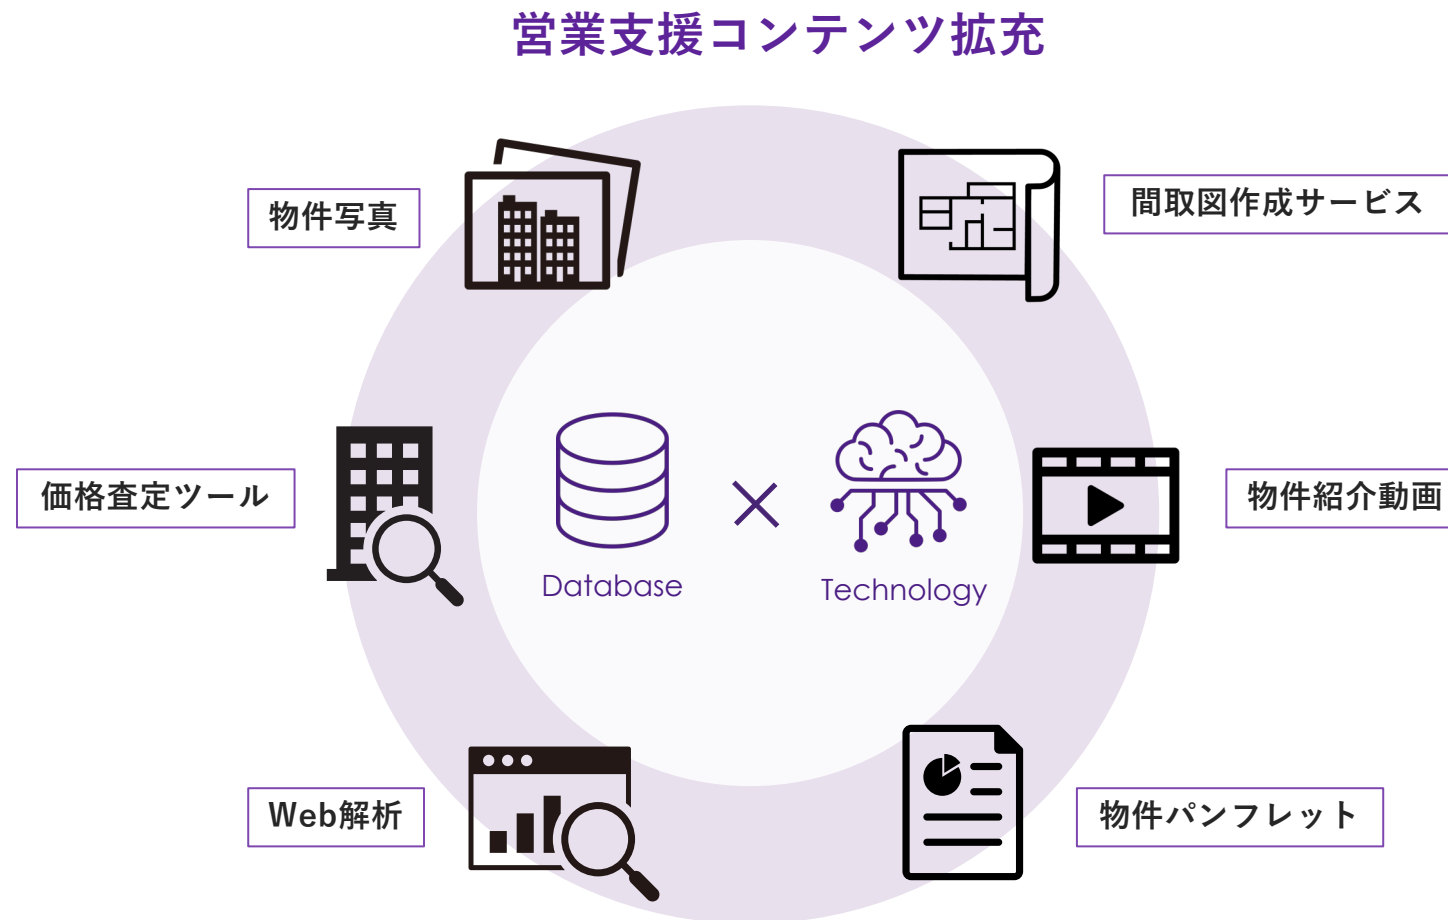 営業支援コンテンツ拡充
物件写真
間取図作成サービス
価格査定ツール
物件紹介動画
Database
Technology
Web解析
物件パンフレット